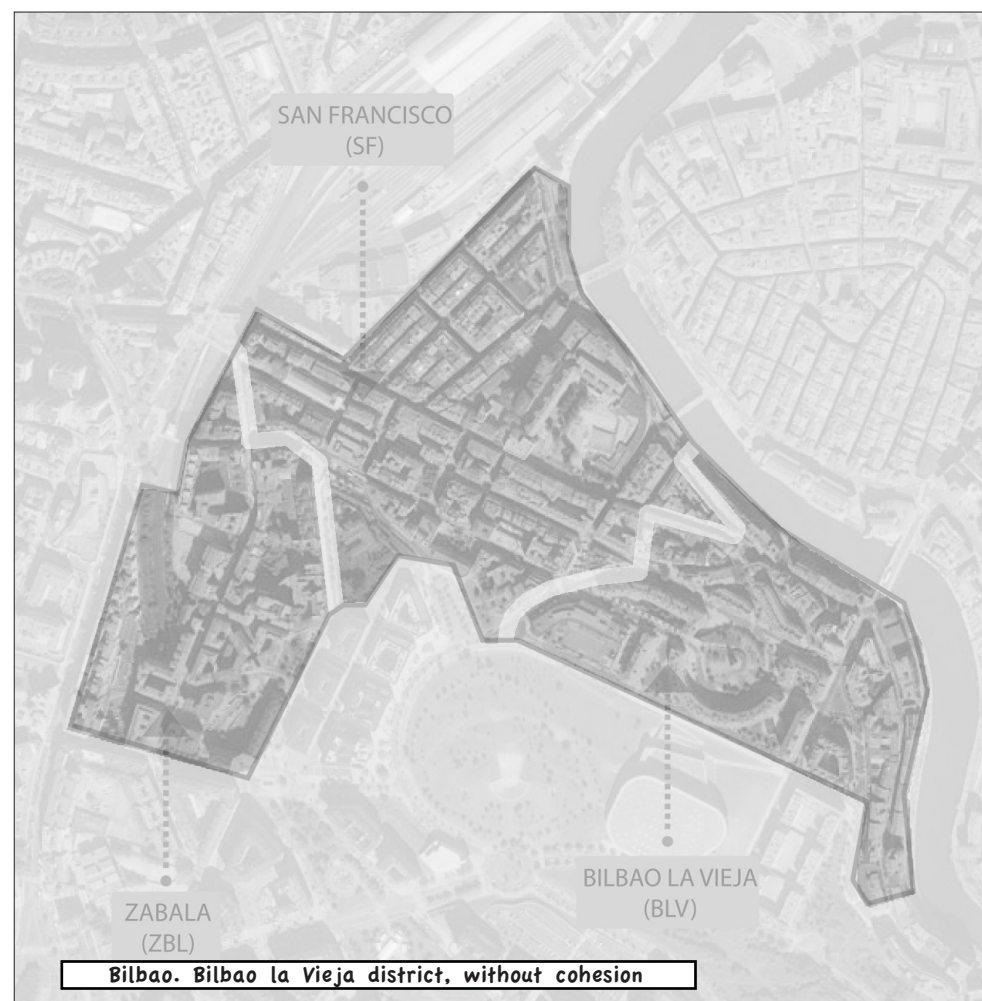 SAN FRANCISCO
(SF)
BILBAO LA VIEJA
(BLV)
ZABALA
(ZBL)
Bilbao. Bilbao la Vieja district, without cohesion